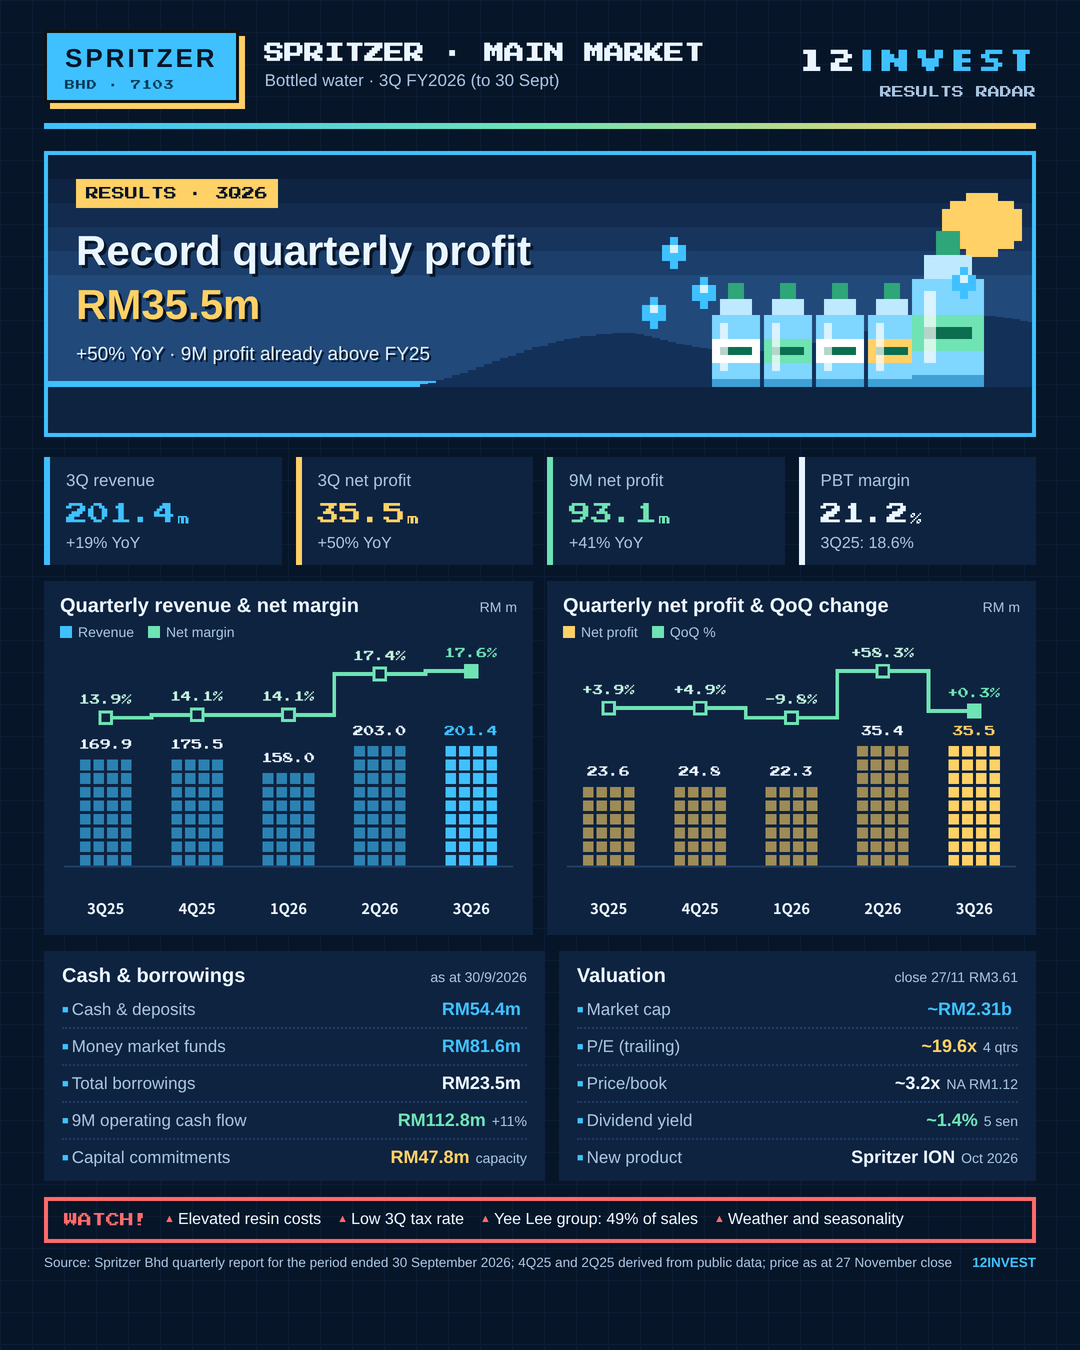 SPRITZER
BHD · 7103
SPRITZER · MAIN MARKET
Bottled water · 3Q FY2026 (to 30 Sept)
12INVEST
RESULTS RADAR
RESULTS · 3Q26
Record quarterly profit
RM35.5m
+50% YoY · 9M profit already above FY25
3Q revenue
201.4m
+19% YoY
3Q net profit
35.5m
+50% YoY
9M net profit
93.1m
+41% YoY
PBT margin
21.2%
3Q25: 18.6%
Quarterly revenue & net margin RM m
Revenue Net margin
13.9% 14.1% 14.1% 17.4% 17.6%
169.9 175.5 158.0 203.0 201.4
3Q25 4Q25 1Q26 2Q26 3Q26
Quarterly net profit & QoQ change RM m
Net profit QoQ %
+3.9% +4.9% -9.8% +58.3% +0.3%
23.6 24.8 22.3 35.4 35.5
3Q25 4Q25 1Q26 2Q26 3Q26
Cash & borrowings as at 30/9/2026
Cash & deposits RM54.4m
Money market funds RM81.6m
Total borrowings RM23.5m
9M operating cash flow RM112.8m +11%
Capital commitments RM47.8m capacity
Valuation close 27/11 RM3.61
Market cap ~RM2.31b
P/E (trailing) ~19.6x 4 qtrs
Price/book ~3.2x NA RM1.12
Dividend yield ~1.4% 5 sen
New product Spritzer ION Oct 2026
WATCH! ▲ Elevated resin costs ▲ Low 3Q tax rate ▲ Yee Lee group: 49% of sales ▲ Weather and seasonality
Source: Spritzer Bhd quarterly report for the period ended 30 September 2026; 4Q25 and 2Q25 derived from public data; price as at 27 November close 12INVEST